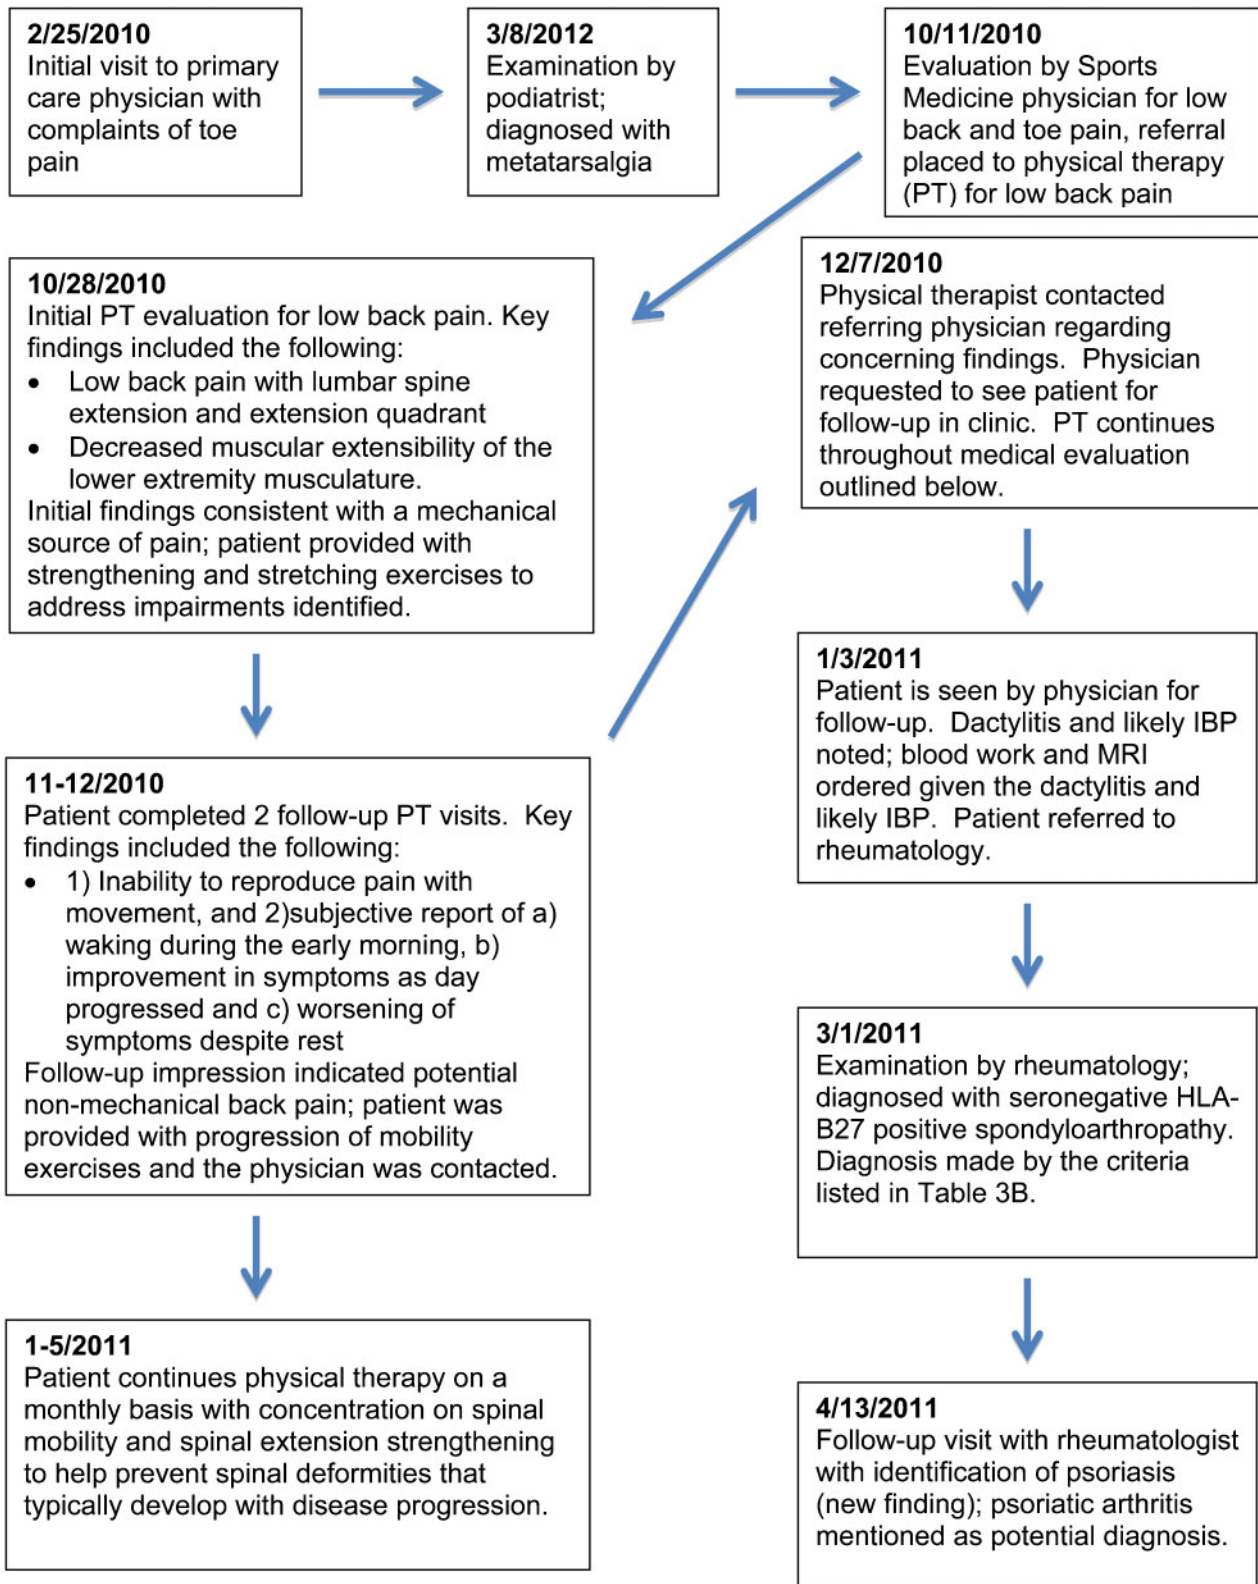 2/25/2010
Initial visit to primary
care physician with
complaints of toe
pain
3/8/2012
Examination by
podiatrist;
diagnosed with
metatarsalgia
10/11/2010
Evaluation by Sports
Medicine physician for low
back and toe pain, referral
placed to physical therapy
(PT) for low back pain
10/28/2010
Initial PT evaluation for low back pain. Key
findings included the following:
• Low back pain with lumbar spine
extension and extension quadrant
• Decreased muscular extensibility of the
lower extremity musculature.
Initial findings consistent with a mechanical
source of pain; patient provided with
strengthening and stretching exercises to
address impairments identified.
11-12/2010
Patient completed 2 follow-up PT visits. Key
findings included the following:
• 1) Inability to reproduce pain with
movement, and 2)subjective report of a)
waking during the early morning, b)
improvement in symptoms as day
progressed and c) worsening of
symptoms despite rest
Follow-up impression indicated potential
non-mechanical back pain; patient was
provided with progression of mobility
exercises and the physician was contacted.
1-5/2011
Patient continues physical therapy on a
monthly basis with concentration on spinal
mobility and spinal extension strengthening
to help prevent spinal deformities that
typically develop with disease progression.
12/7/2010
Physical therapist contacted
referring physician regarding
concerning findings. Physician
requested to see patient for
follow-up in clinic. PT continues
throughout medical evaluation
outlined below.
1/3/2011
Patient is seen by physician for
follow-up. Dactylitis and likely IBP
noted; blood work and MRI
ordered given the dactylitis and
likely IBP. Patient referred to
rheumatology.
3/1/2011
Examination by rheumatology;
diagnosed with seronegative HLA-
B27 positive spondyloarthropathy.
Diagnosis made by the criteria
listed in Table 3B.
4/13/2011
Follow-up visit with rheumatologist
with identification of psoriasis
(new finding); psoriatic arthritis
mentioned as potential diagnosis.